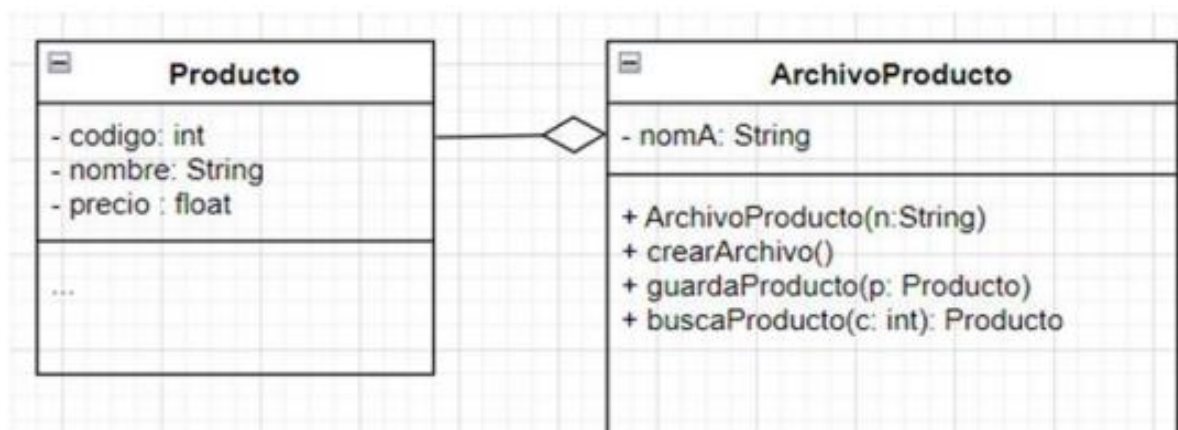 Producto
- codigo: int
- nombre: String
- precio : float
...
ArchivoProducto
- nomA: String
+ ArchivoProducto(n:String)
+ crearArchivo()
+ guardaProducto(p: Producto)
+ buscaProducto(c: int): Producto